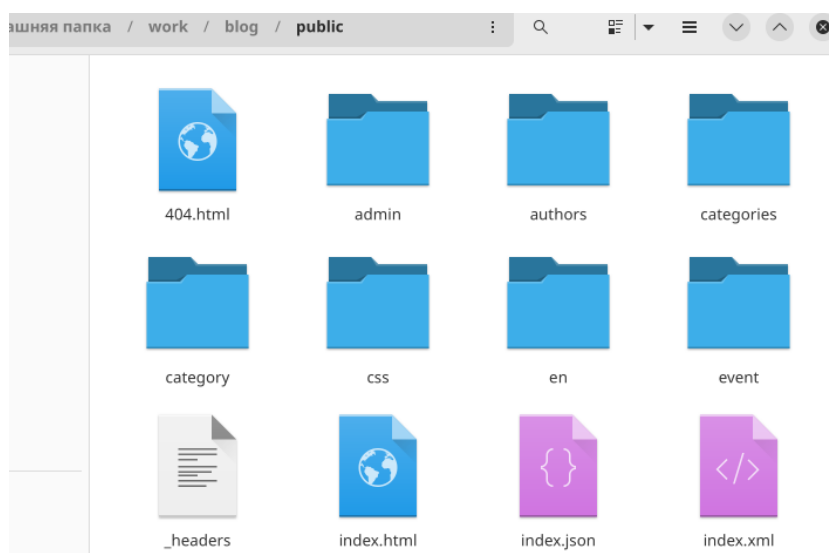 ашняя папка / work / blog / public
404.html admin authors categories
category css en event
_headers index.html index.json index.xml